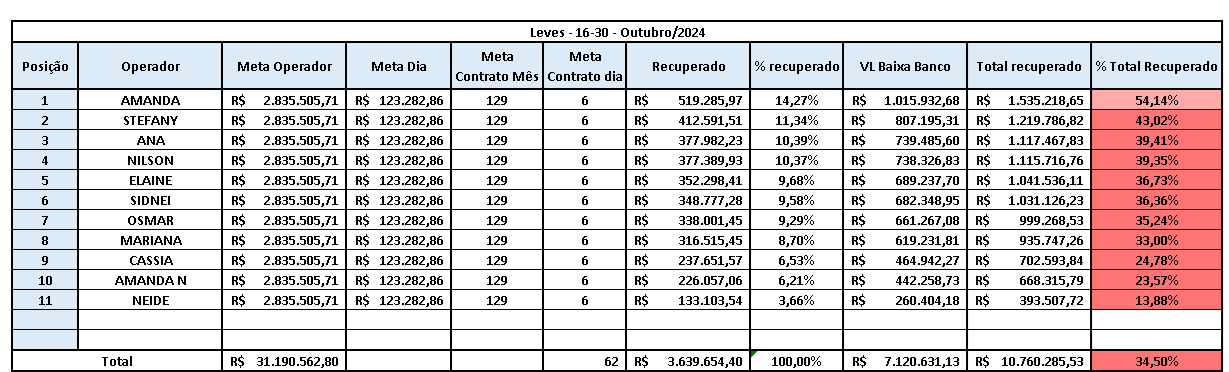 Leves - 16-30 - Outubro/2024
Posição Operador Meta Operador Meta Dia Meta Contrato Mês Meta Contrato dia Recuperado % recuperado VL Baixa Banco Total recuperado % Total Recuperado
1 AMANDA R$ 2.835.505,71 R$ 123.282,86 129 6 R$ 519.285,97 14,27% R$ 1.015.932,68 R$ 1.535.218,65 54,14%
2 STEFANY R$ 2.835.505,71 R$ 123.282,86 129 6 R$ 412.591,51 11,34% R$ 807.195,31 R$ 1.219.786,82 43,02%
3 ANA R$ 2.835.505,71 R$ 123.282,86 129 6 R$ 377.982,23 10,39% R$ 739.485,60 R$ 1.117.467,83 39,41%
4 NILSON R$ 2.835.505,71 R$ 123.282,86 129 6 R$ 377.389,93 10,37% R$ 738.326,83 R$ 1.115.716,76 39,35%
5 ELAINE R$ 2.835.505,71 R$ 123.282,86 129 6 R$ 352.298,41 9,68% R$ 689.237,70 R$ 1.041.536,11 36,73%
6 SIDNEI R$ 2.835.505,71 R$ 123.282,86 129 6 R$ 348.777,28 9,58% R$ 682.348,95 R$ 1.031.126,23 36,36%
7 OSMAR R$ 2.835.505,71 R$ 123.282,86 129 6 R$ 338.001,45 9,29% R$ 661.267,08 R$ 999.268,53 35,24%
8 MARIANA R$ 2.835.505,71 R$ 123.282,86 129 6 R$ 316.515,45 8,70% R$ 619.231,81 R$ 935.747,26 33,00%
9 CASSIA R$ 2.835.505,71 R$ 123.282,86 129 6 R$ 237.651,57 6,53% R$ 464.942,27 R$ 702.593,84 24,78%
10 AMANDA N R$ 2.835.505,71 R$ 123.282,86 129 6 R$ 226.057,06 6,21% R$ 442.258,73 R$ 668.315,79 23,57%
11 NEIDE R$ 2.835.505,71 R$ 123.282,86 129 6 R$ 133.103,54 3,66% R$ 260.404,18 R$ 393.507,72 13,88%
Total R$ 31.190.562,80 62 R$ 3.639.654,40 100,00% R$ 7.120.631,13 R$ 10.760.285,53 34,50%